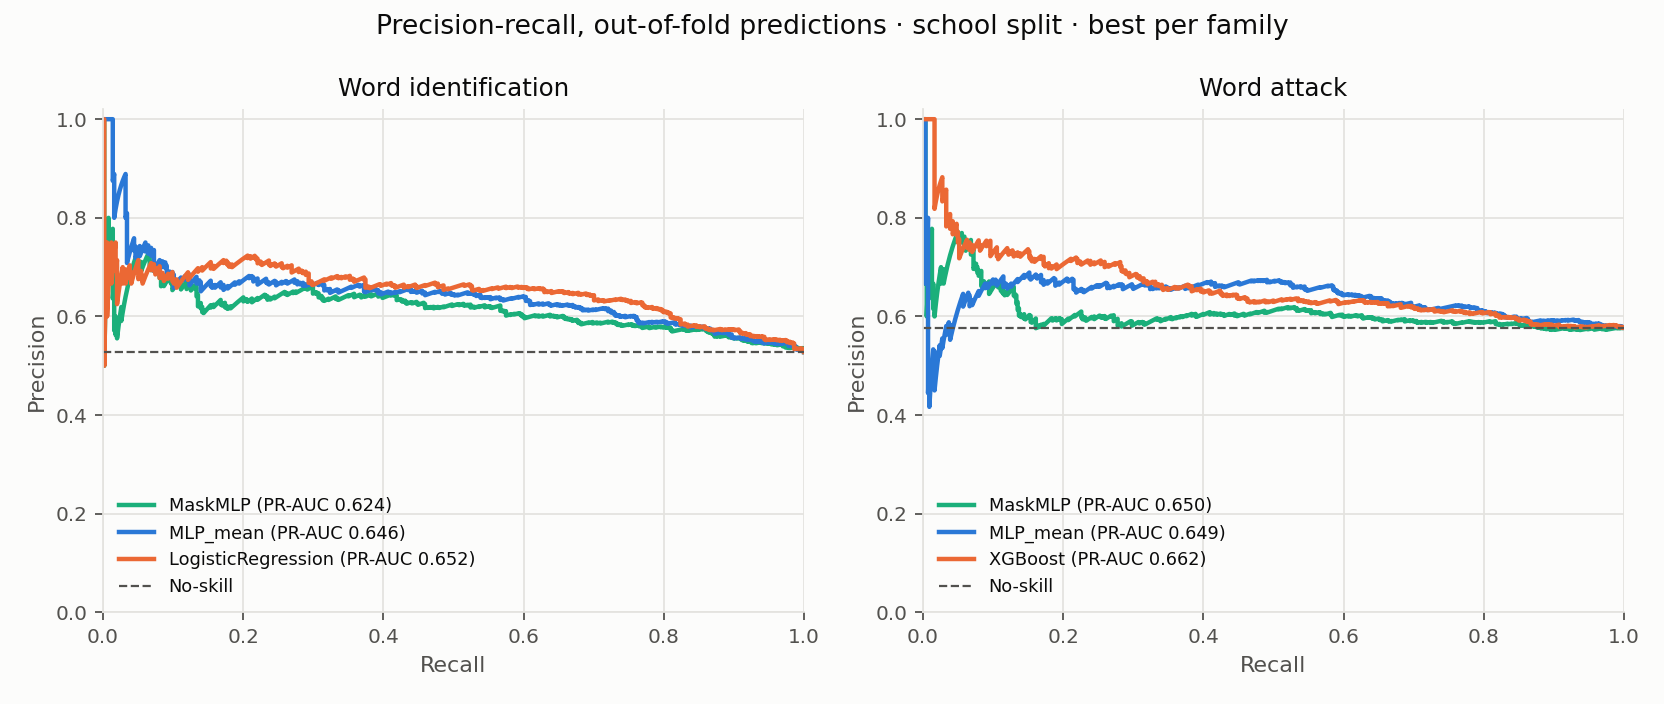 Precision-recall, out-of-fold predictions · school split · best per family
Word identification
Precision
1.0
0.8
0.6
0.4
0.2
0.0
MaskMLP (PR-AUC 0.624)
MLP_mean (PR-AUC 0.646)
LogisticRegression (PR-AUC 0.652)
No-skill
0.0 0.2 0.4 0.6 0.8 1.0
Recall
Word attack
Precision
1.0
0.8
0.6
0.4
0.2
0.0
MaskMLP (PR-AUC 0.650)
MLP_mean (PR-AUC 0.649)
XGBoost (PR-AUC 0.662)
No-skill
0.0 0.2 0.4 0.6 0.8 1.0
Recall